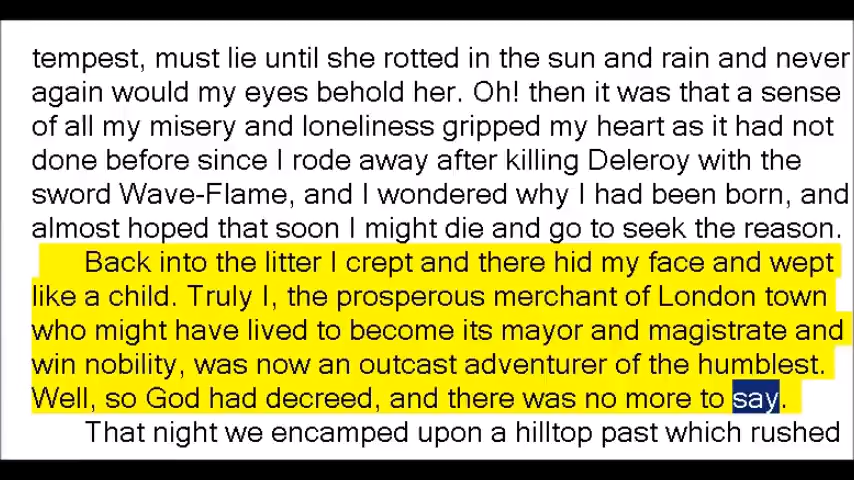 tempest, must lie until she rotted in the sun and rain and never
again would my eyes behold her. Oh! then it was that a sense
of all my misery and loneliness gripped my heart as it had not
done before since I rode away after killing Deleroy with the
sword Wave-Flame, and I wondered why I had been born, and
almost hoped that soon I might die and go to seek the reason.
Back into the litter I crept and there hid my face and wept
like a child. Truly I, the prosperous merchant of London town
who might have lived to become its mayor and magistrate and
win nobility, was now an outcast adventurer of the humblest.
Well, so God had decreed, and there was no more to say.
That night we encamped upon a hilltop past which rushed